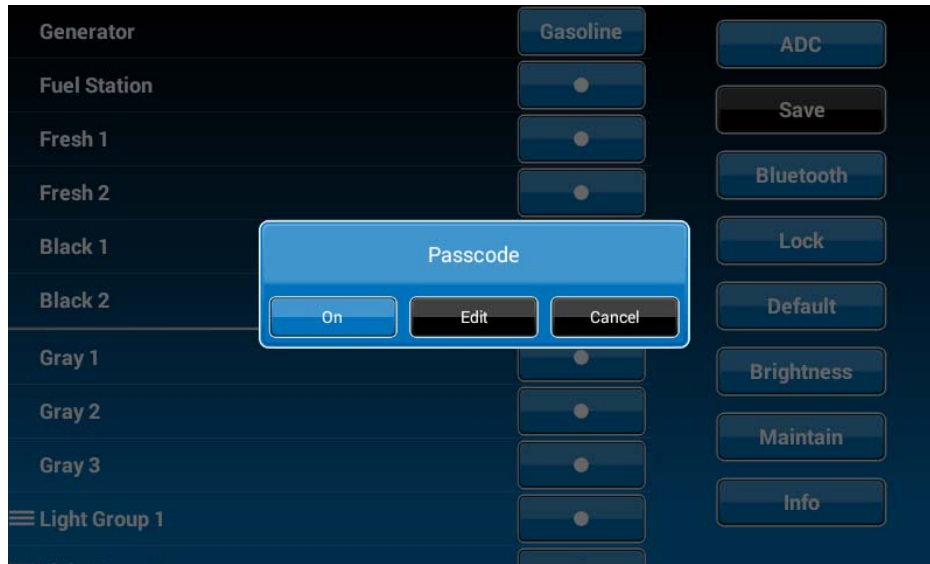 Generator Gasoline
Fuel Station
Fresh 1
Fresh 2
Black 1
Black 2
Gray 1
Gray 2
Gray 3
Light Group 1
ADC
Save
Bluetooth
Lock
Default
Brightness
Maintain
Info
Passcode
On Edit Cancel